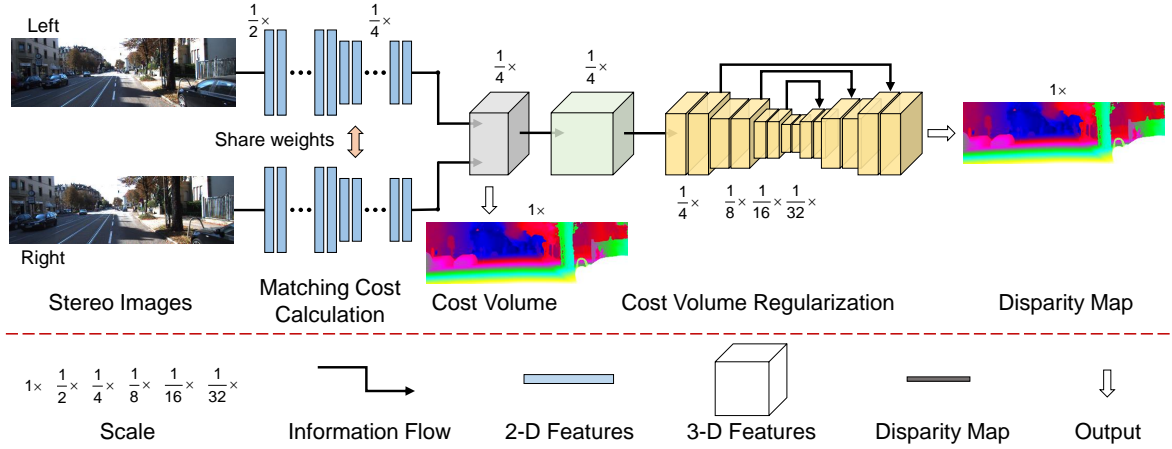 Left
1/2×
1/4×
1/4×
1/4×
1×
Share weights
1/4×
1/8×
1/16×
1/32×
1×
Right
Stereo Images
Matching Cost
Calculation
Cost Volume
Cost Volume Regularization
Disparity Map
1× 1/2× 1/4× 1/8× 1/16× 1/32×
Scale
Information Flow
2-D Features
3-D Features
Disparity Map
Output